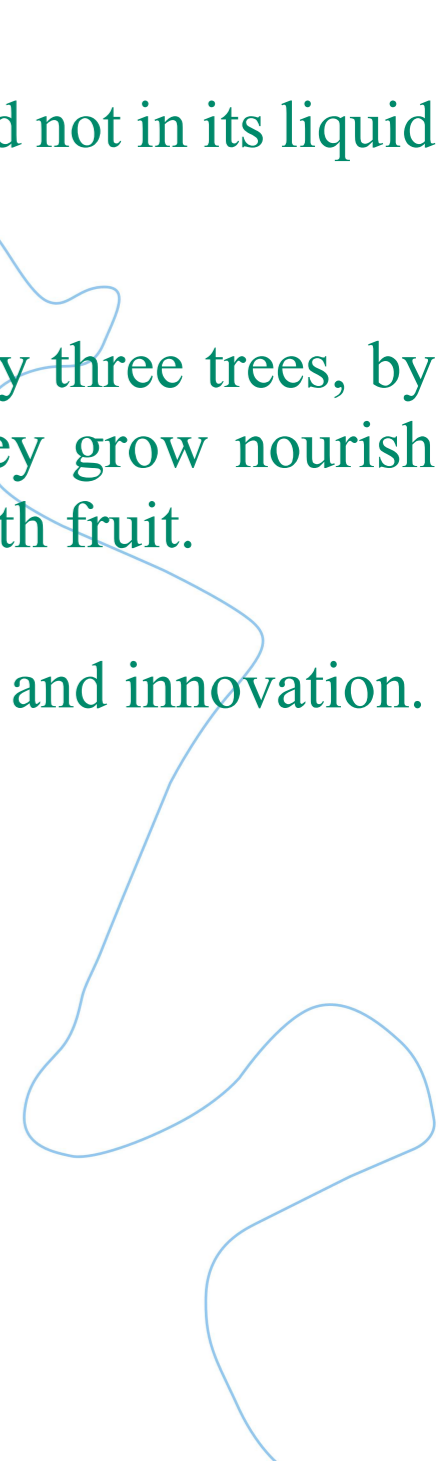 d not in its liquid
y three trees, by
ey grow nourish
th fruit.
and innovation.